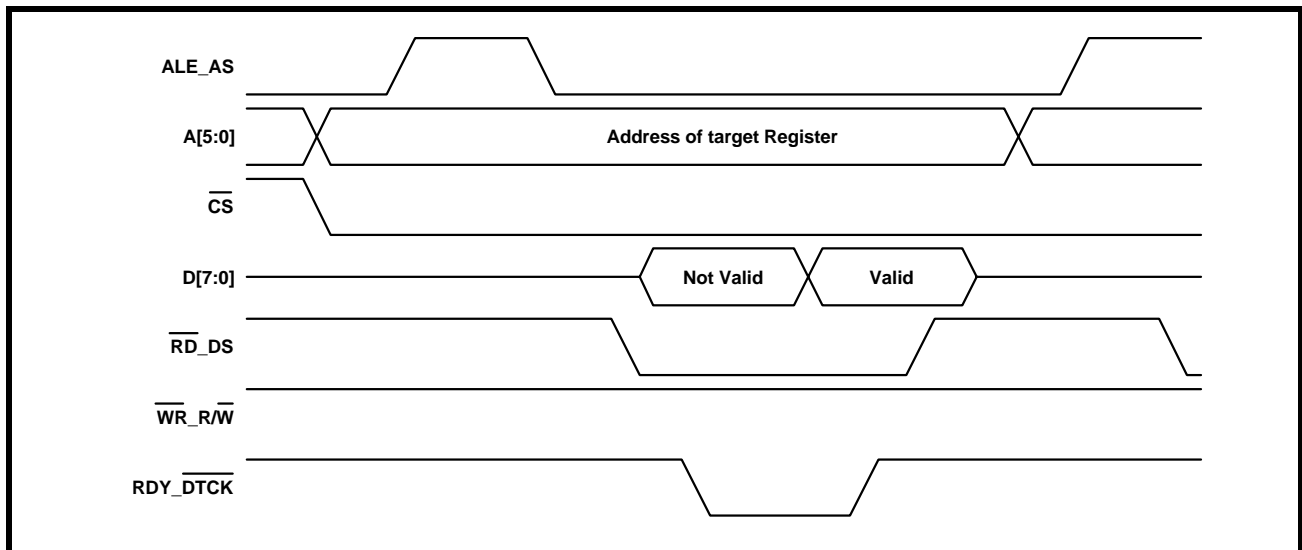 ALE_AS
A[5:0]
Address of target Register
CS
D[7:0]
Not Valid
Valid
RD_DS
WR_R/W
RDY_DTCK